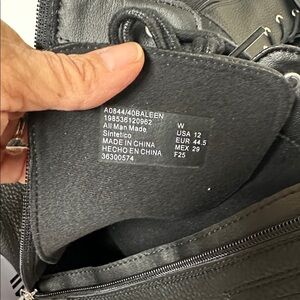 A0844/40BALEEN
198536120962 W
All Man Made USA 12
Sintetico EUR 44.5
MADE IN CHINA MEX 29
HECHO EN CHINA F25
36300574